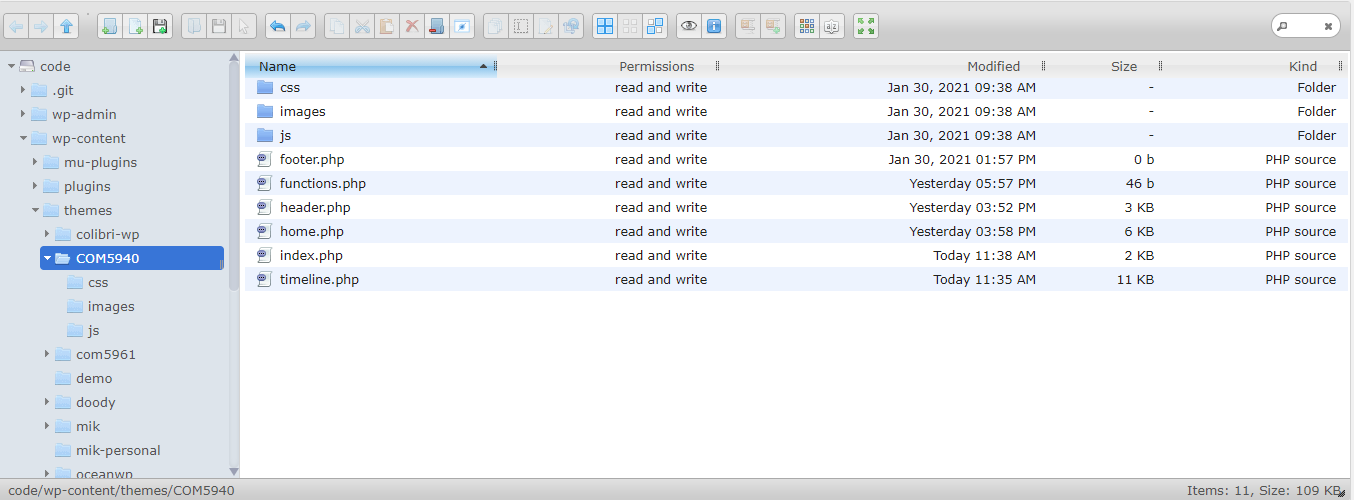 Name Permissions Modified Size Kind
code
.git
wp-admin
wp-content
mu-plugins
plugins
themes
colibri-wp
COM5940
css
images
js
com5961
demo
doody
mik
mik-personal
oceanwp
css read and write Jan 30, 2021 09:38 AM - Folder
images read and write Jan 30, 2021 09:38 AM - Folder
js read and write Jan 30, 2021 09:38 AM - Folder
footer.php read and write Jan 30, 2021 01:57 PM 0 b PHP source
functions.php read and write Yesterday 05:57 PM 46 b PHP source
header.php read and write Yesterday 03:52 PM 3 KB PHP source
home.php read and write Yesterday 03:58 PM 6 KB PHP source
index.php read and write Today 11:38 AM 2 KB PHP source
timeline.php read and write Today 11:35 AM 11 KB PHP source
code/wp-content/themes/COM5940 Items: 11, Size: 109 KB